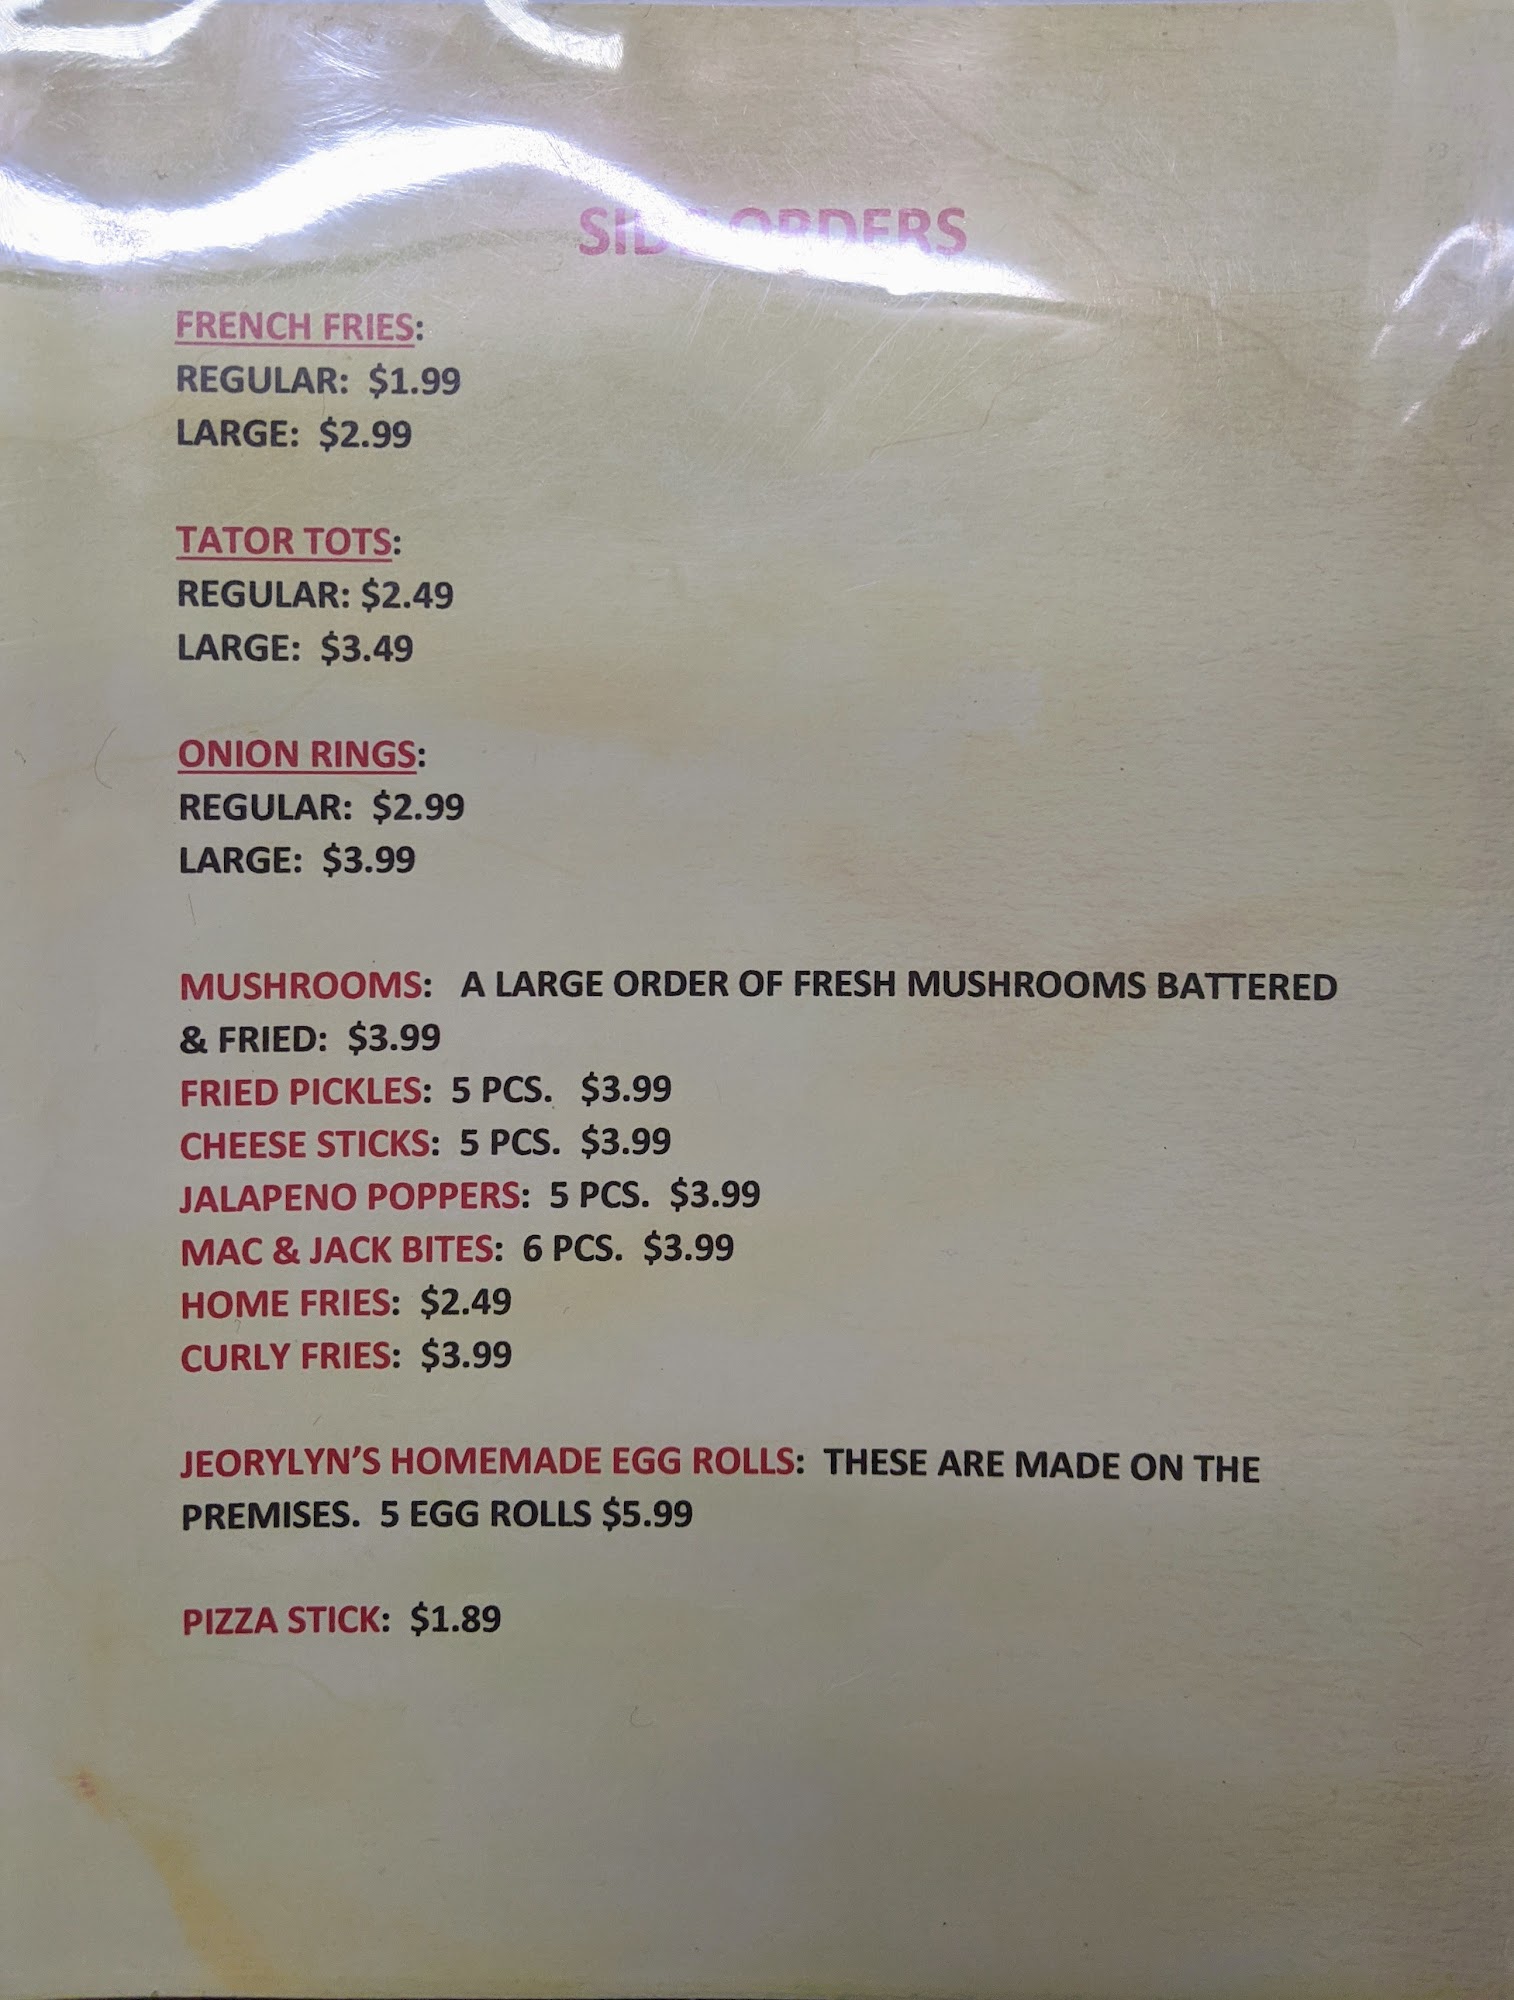 SIDE ORDERS
FRENCH FRIES:
REGULAR: $1.99
LARGE: $2.99
TATOR TOTS:
REGULAR: $2.49
LARGE: $3.49
ONION RINGS:
REGULAR: $2.99
LARGE: $3.99
MUSHROOMS: A LARGE ORDER OF FRESH MUSHROOMS BATTERED
& FRIED: $3.99
FRIED PICKLES: 5 PCS. $3.99
CHEESE STICKS: 5 PCS. $3.99
JALAPENO POPPERS: 5 PCS. $3.99
MAC & JACK BITES: 6 PCS. $3.99
HOME FRIES: $2.49
CURLY FRIES: $3.99
JEORYLYN'S HOMEMADE EGG ROLLS: THESE ARE MADE ON THE
PREMISES. 5 EGG ROLLS $5.99
PIZZA STICK: $1.89